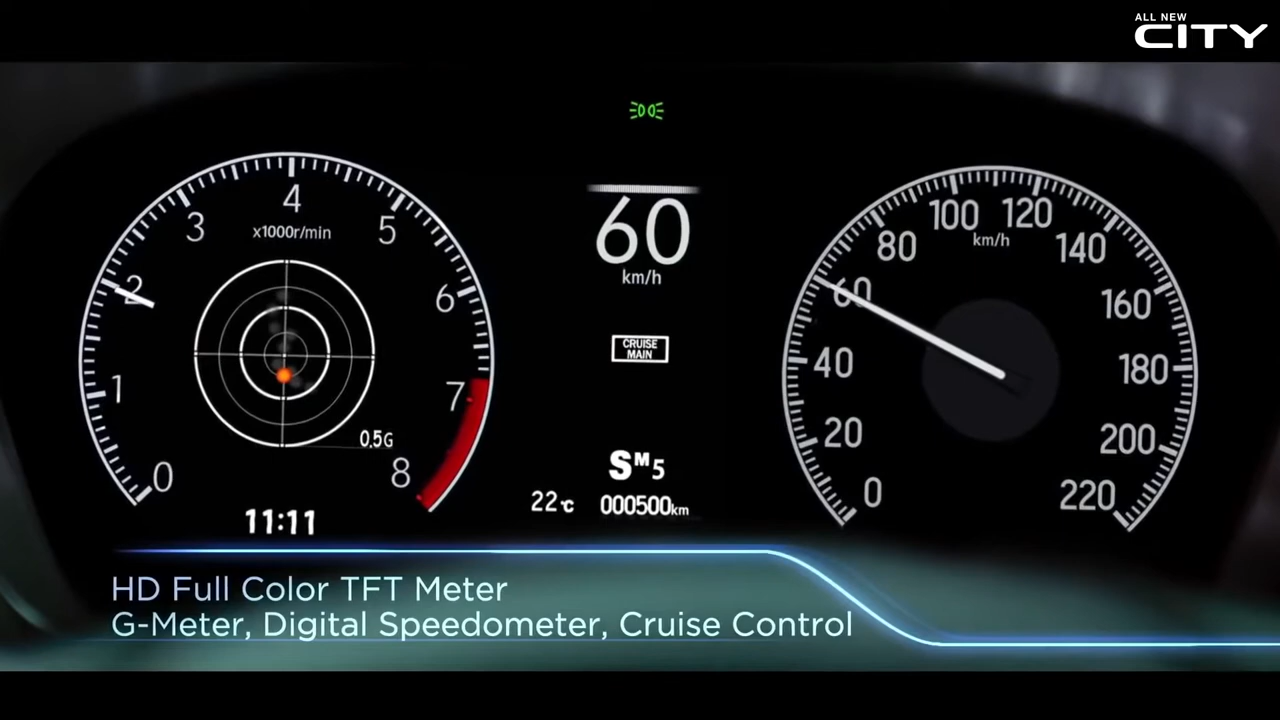 ALL NEW
CITY
0
1
2
3
4
5
6
7
8
x1000r/min
0.5G
11:11
60
km/h
CRUISE
MAIN
SM5
22°C
000500km
0
20
40
60
80
100
120
140
160
180
200
220
km/h
HD Full Color TFT Meter
G-Meter, Digital Speedometer, Cruise Control